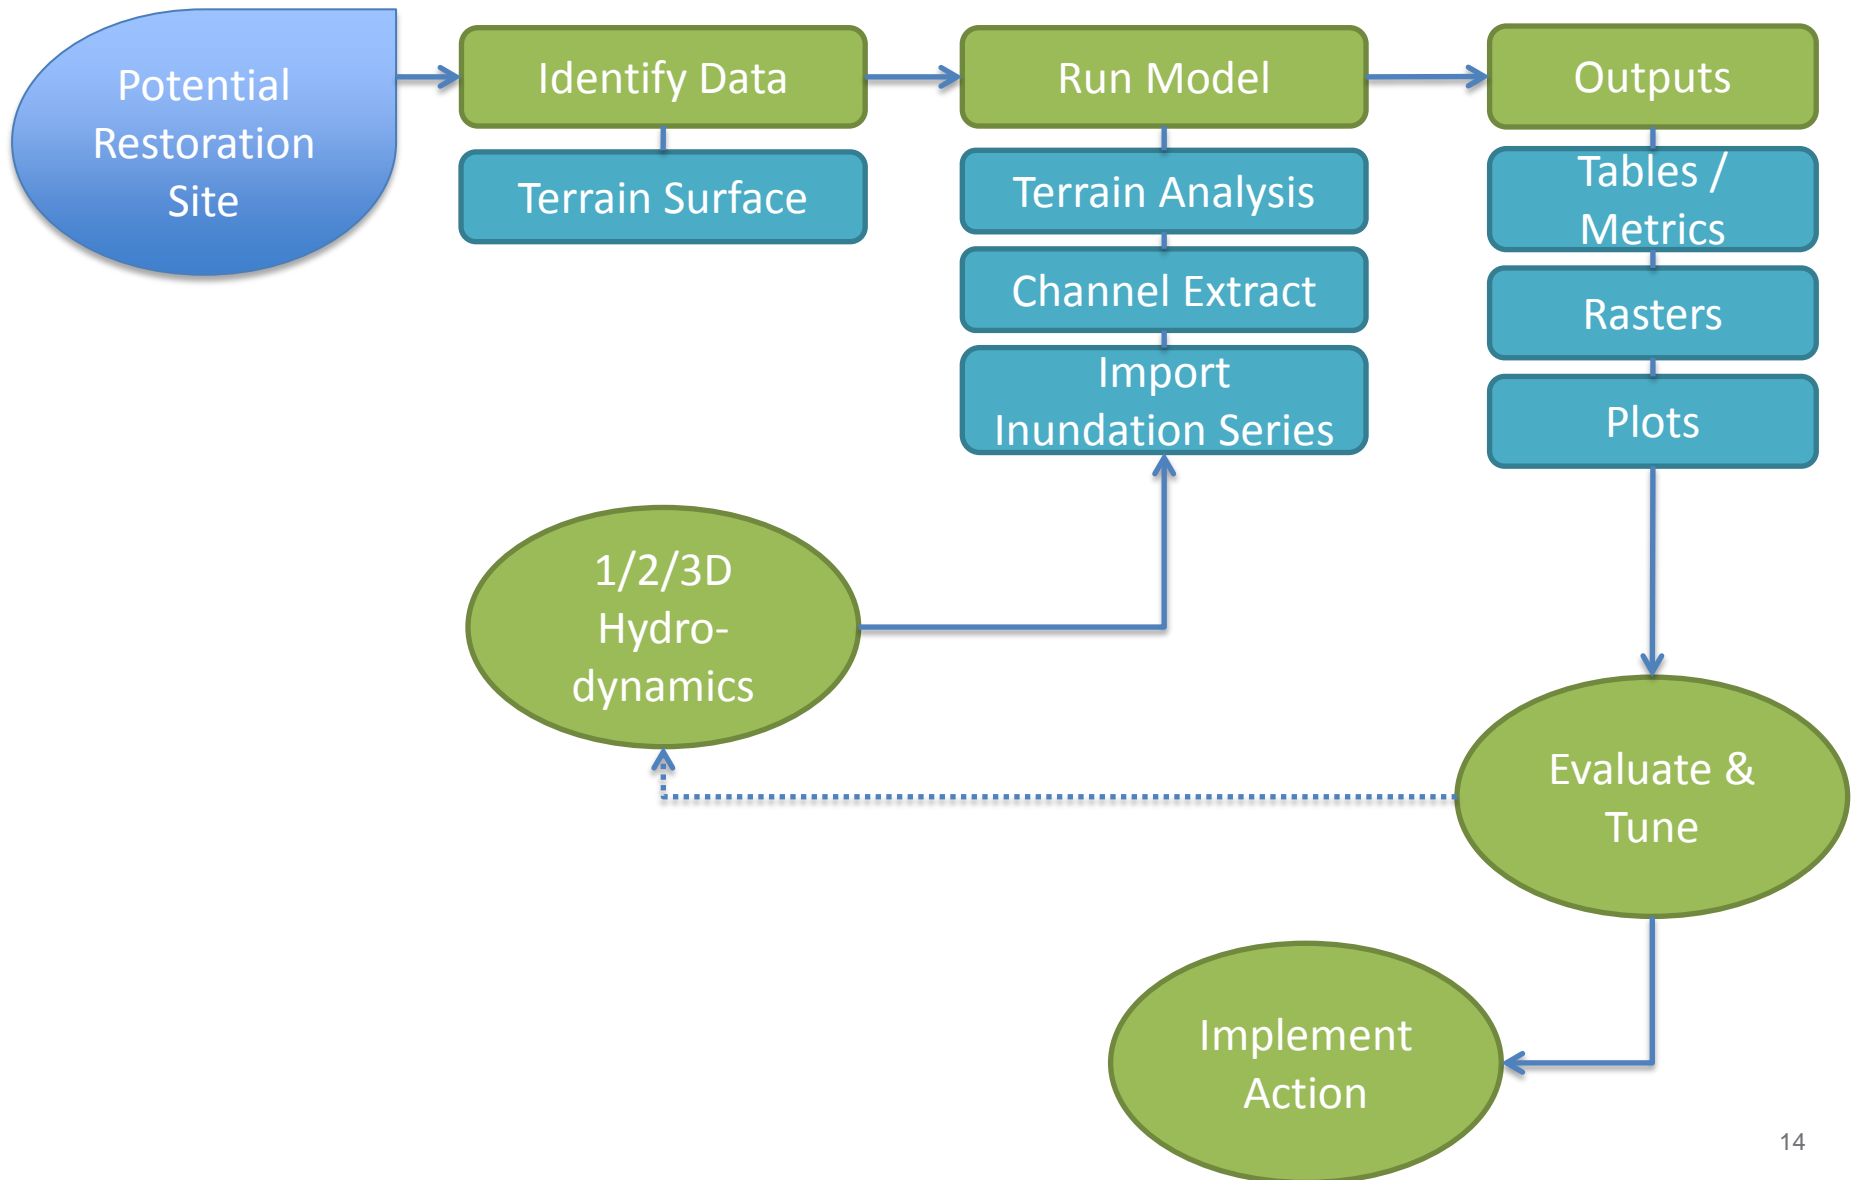 Potential
Restoration
Site
Identify Data
Terrain Surface
Run Model
Terrain Analysis
Channel Extract
Import
Inundation Series
Outputs
Tables /
Metrics
Rasters
Plots
1/2/3D
Hydro-
dynamics
Evaluate &
Tune
Implement
Action
14